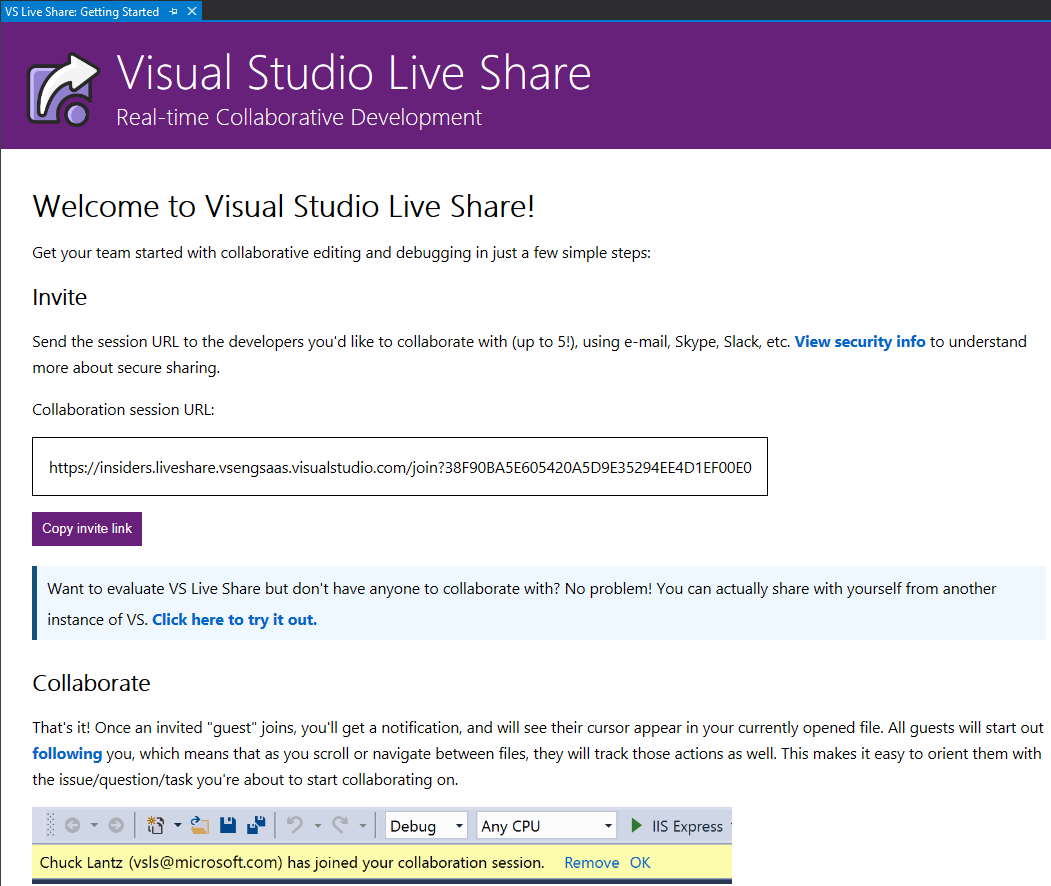 VS Live Share: Getting Started
Visual Studio Live Share
Real-time Collaborative Development
Welcome to Visual Studio Live Share!
Get your team started with collaborative editing and debugging in just a few simple steps:
Invite
Send the session URL to the developers you'd like to collaborate with (up to 5!), using e-mail, Skype, Slack, etc. View security info to understand
more about secure sharing.
Collaboration session URL:
https://insiders.liveshare.vsengsaas.visualstudio.com/join?38F90BA5E605420A5D9E35294EE4D1EF00E0
Copy invite link
Want to evaluate VS Live Share but don't have anyone to collaborate with? No problem! You can actually share with yourself from another
instance of VS. Click here to try it out.
Collaborate
That's it! Once an invited "guest" joins, you'll get a notification, and will see their cursor appear in your currently opened file. All guests will start out
following you, which means that as you scroll or navigate between files, they will track those actions as well. This makes it easy to orient them with
the issue/question/task you're about to start collaborating on.
Debug Any CPU IIS Express
Chuck Lantz (vsls@microsoft.com) has joined your collaboration session. Remove OK